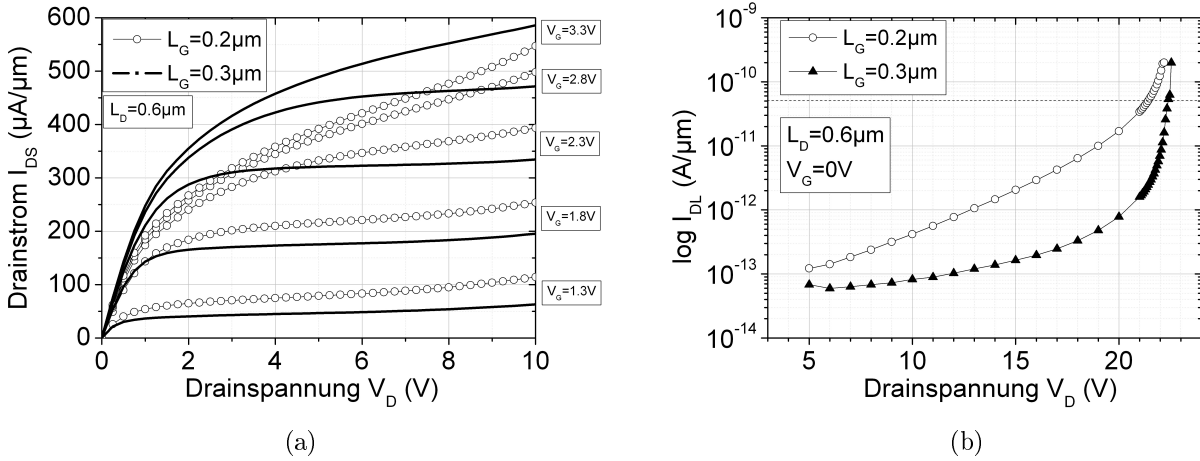 600
500
400
300
200
100
0
Drainstrom I_DS (µA/µm)
L_G=0.2µm
L_G=0.3µm
L_D=0.6µm
V_G=3.3V
V_G=2.8V
V_G=2.3V
V_G=1.8V
V_G=1.3V
0 2 4 6 8 10
Drainspannung V_D (V)
(a)
10^-9
10^-10
10^-11
10^-12
10^-13
10^-14
log I_DL (A/µm)
L_G=0.2µm
L_G=0.3µm
L_D=0.6µm
V_G=0V
5 10 15 20
Drainspannung V_D (V)
(b)